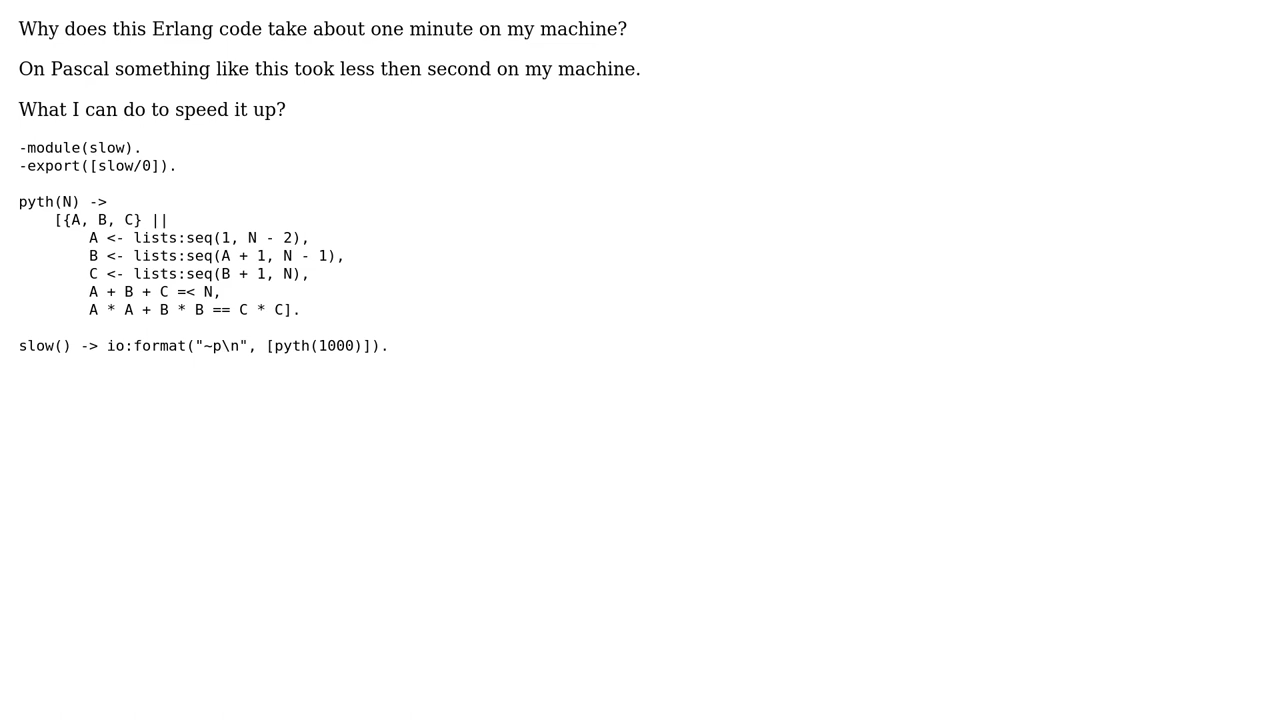 Why does this Erlang code take about one minute on my machine?
On Pascal something like this took less then second on my machine.
What I can do to speed it up?
-module(slow).
-export([slow/0]).
pyth(N) ->
    [{A, B, C} ||
        A <- lists:seq(1, N - 2),
        B <- lists:seq(A + 1, N - 1),
        C <- lists:seq(B + 1, N),
        A + B + C =< N,
        A * A + B * B == C * C].
slow() -> io:format("~p\n", [pyth(1000)]).